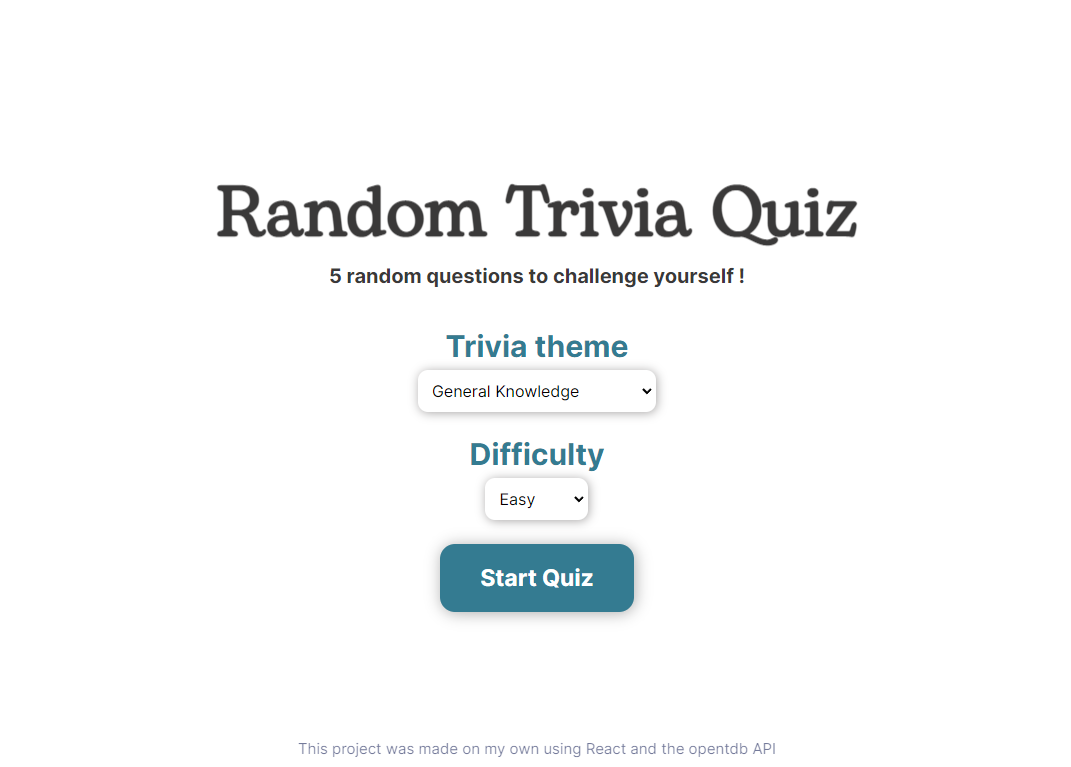 Random Trivia Quiz
5 random questions to challenge yourself !
Trivia theme
General Knowledge
Difficulty
Easy
Start Quiz
This project was made on my own using React and the opentdb API